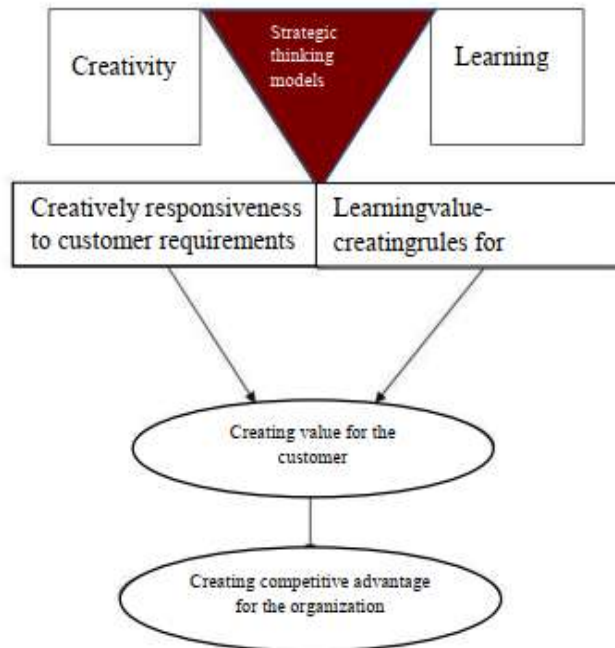 Creativity
Strategic
thinking
models
Learning
Creatively responsiveness
to customer requirements
Learningvalue-
creatingrules for
Creating value for the
customer
Creating competitive advantage
for the organization